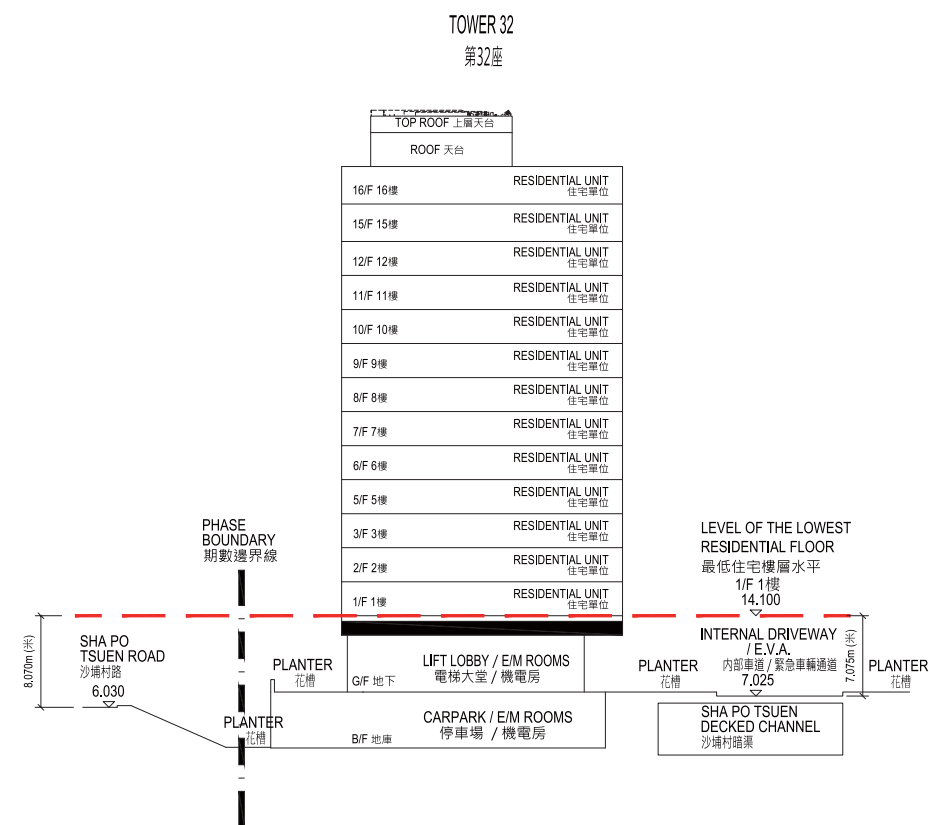 TOWER 32
第32座
TOP ROOF 上層天台
ROOF 天台
16/F 16樓
RESIDENTIAL UNIT
住宅單位
15/F 15樓
RESIDENTIAL UNIT
住宅單位
12/F 12樓
RESIDENTIAL UNIT
住宅單位
11/F 11樓
RESIDENTIAL UNIT
住宅單位
10/F 10樓
RESIDENTIAL UNIT
住宅單位
9/F 9樓
RESIDENTIAL UNIT
住宅單位
8/F 8樓
RESIDENTIAL UNIT
住宅單位
7/F 7樓
RESIDENTIAL UNIT
住宅單位
6/F 6樓
RESIDENTIAL UNIT
住宅單位
5/F 5樓
RESIDENTIAL UNIT
住宅單位
3/F 3樓
RESIDENTIAL UNIT
住宅單位
2/F 2樓
RESIDENTIAL UNIT
住宅單位
1/F 1樓
RESIDENTIAL UNIT
住宅單位
PHASE
BOUNDARY
期數邊界線
LEVEL OF THE LOWEST
RESIDENTIAL FLOOR
最低住宅樓層水平
1/F 1樓
14.100
8.070m (米)
SHA PO
TSUEN ROAD
沙埔村路
6.030
PLANTER
花槽
PLANTER
花槽
G/F 地下
LIFT LOBBY / E/M ROOMS
電梯大堂 / 機電房
B/F 地庫
CARPARK / E/M ROOMS
停車場 / 機電房
PLANTER
花槽
INTERNAL DRIVEWAY
/ E.V.A.
內部車道 / 緊急車輛通道
7.025
7.075m (米)
PLANTER
花槽
SHA PO TSUEN
DECKED CHANNEL
沙埔村暗渠